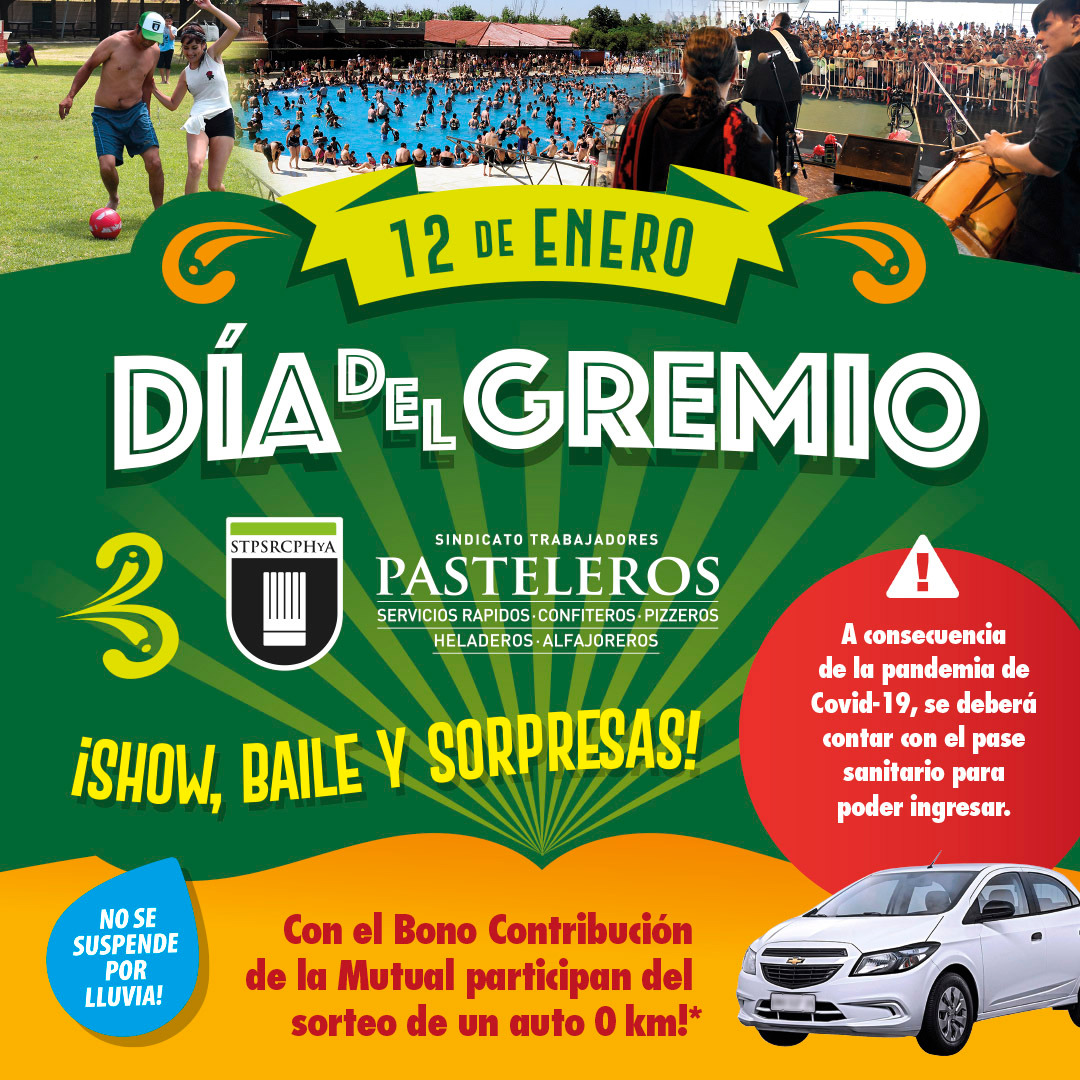 12 DE ENERO
DÍA DEL GREMIO
STPSRCPHyA
SINDICATO TRABAJADORES
PASTELEROS
SERVICIOS RAPIDOS · CONFITEROS · PIZZEROS
HELADEROS · ALFAJOREROS
¡SHOW, BAILE Y SORPRESAS!
!
A consecuencia
de la pandemia de
Covid-19, se deberá
contar con el pase
sanitario para
poder ingresar.
NO SE
SUSPENDE
POR
LLUVIA!
Con el Bono Contribución
de la Mutual participan del
sorteo de un auto 0 km!*